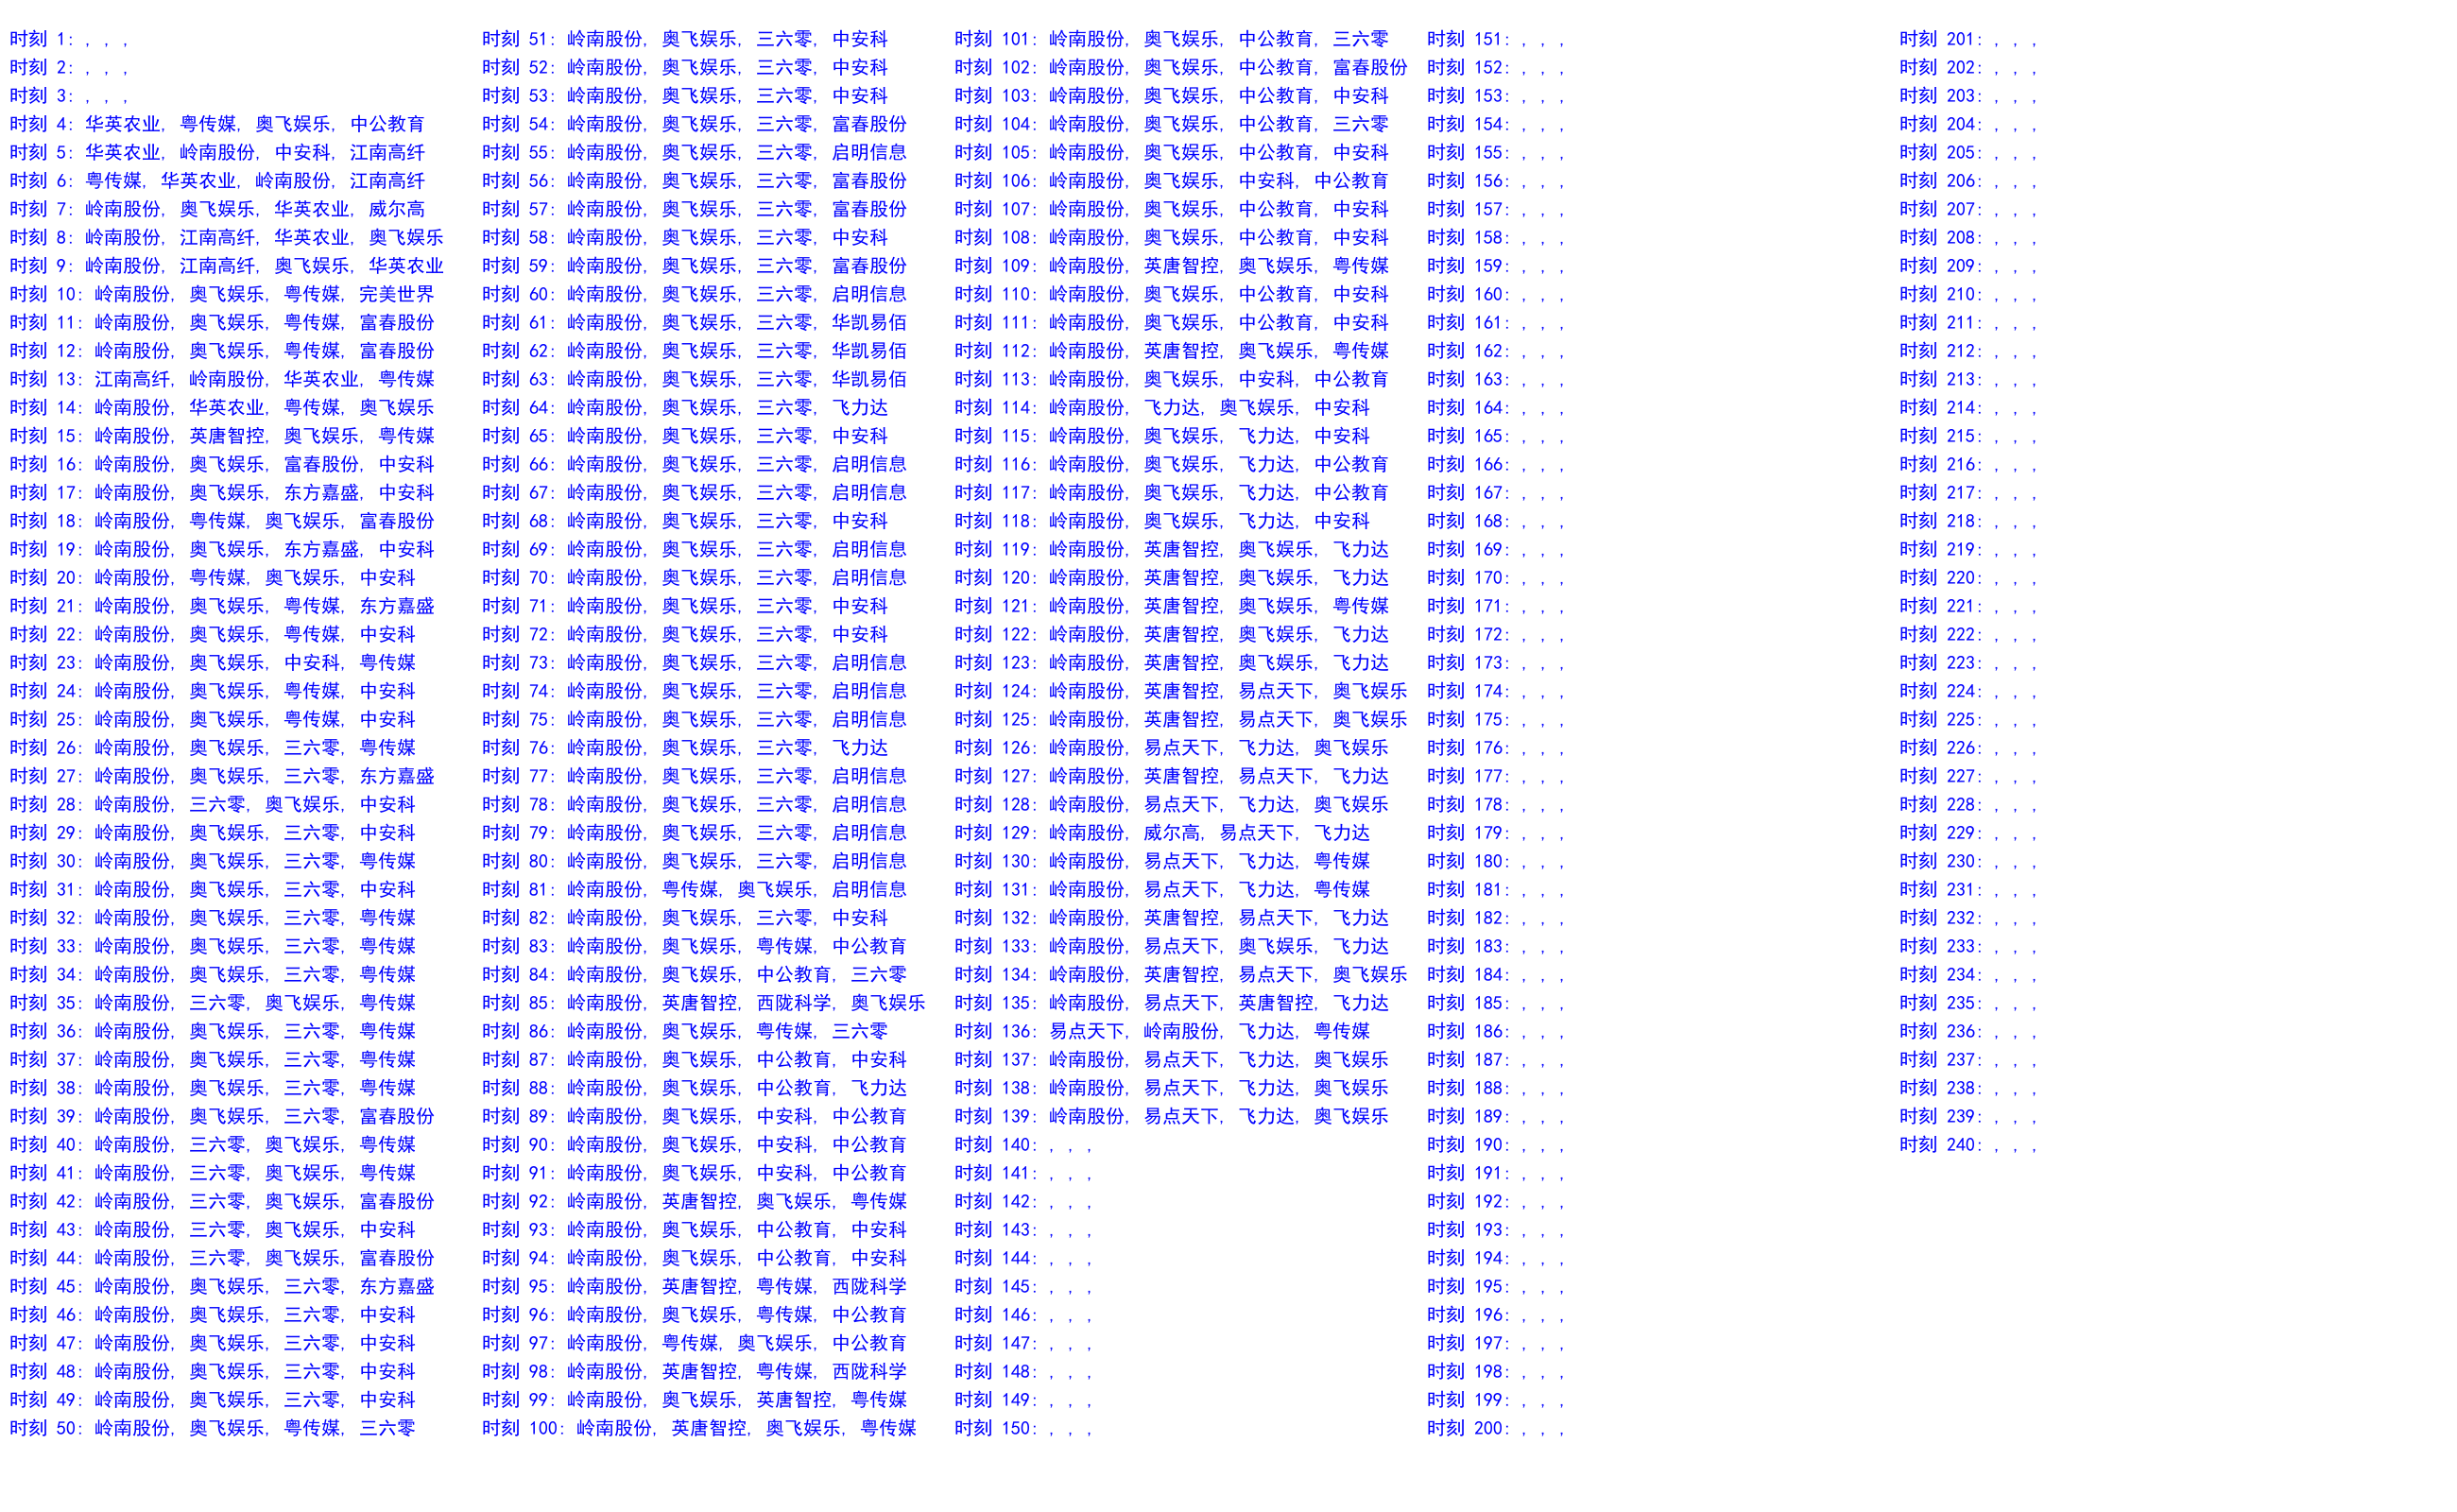 时刻 1: , , ,
时刻 2: , , ,
时刻 3: , , ,
时刻 4: 华英农业, 粤传媒, 奥飞娱乐, 中公教育
时刻 5: 华英农业, 岭南股份, 中安科, 江南高纤
时刻 6: 粤传媒, 华英农业, 岭南股份, 江南高纤
时刻 7: 岭南股份, 奥飞娱乐, 华英农业, 威尔高
时刻 8: 岭南股份, 江南高纤, 华英农业, 奥飞娱乐
时刻 9: 岭南股份, 江南高纤, 奥飞娱乐, 华英农业
时刻 10: 岭南股份, 奥飞娱乐, 粤传媒, 完美世界
时刻 11: 岭南股份, 奥飞娱乐, 粤传媒, 富春股份
时刻 12: 岭南股份, 奥飞娱乐, 粤传媒, 富春股份
时刻 13: 江南高纤, 岭南股份, 华英农业, 粤传媒
时刻 14: 岭南股份, 华英农业, 粤传媒, 奥飞娱乐
时刻 15: 岭南股份, 英唐智控, 奥飞娱乐, 粤传媒
时刻 16: 岭南股份, 奥飞娱乐, 富春股份, 中安科
时刻 17: 岭南股份, 奥飞娱乐, 东方嘉盛, 中安科
时刻 18: 岭南股份, 粤传媒, 奥飞娱乐, 富春股份
时刻 19: 岭南股份, 奥飞娱乐, 东方嘉盛, 中安科
时刻 20: 岭南股份, 粤传媒, 奥飞娱乐, 中安科
时刻 21: 岭南股份, 奥飞娱乐, 粤传媒, 东方嘉盛
时刻 22: 岭南股份, 奥飞娱乐, 粤传媒, 中安科
时刻 23: 岭南股份, 奥飞娱乐, 中安科, 粤传媒
时刻 24: 岭南股份, 奥飞娱乐, 粤传媒, 中安科
时刻 25: 岭南股份, 奥飞娱乐, 粤传媒, 中安科
时刻 26: 岭南股份, 奥飞娱乐, 三六零, 粤传媒
时刻 27: 岭南股份, 奥飞娱乐, 三六零, 东方嘉盛
时刻 28: 岭南股份, 三六零, 奥飞娱乐, 中安科
时刻 29: 岭南股份, 奥飞娱乐, 三六零, 中安科
时刻 30: 岭南股份, 奥飞娱乐, 三六零, 粤传媒
时刻 31: 岭南股份, 奥飞娱乐, 三六零, 中安科
时刻 32: 岭南股份, 奥飞娱乐, 三六零, 粤传媒
时刻 33: 岭南股份, 奥飞娱乐, 三六零, 粤传媒
时刻 34: 岭南股份, 奥飞娱乐, 三六零, 粤传媒
时刻 35: 岭南股份, 三六零, 奥飞娱乐, 粤传媒
时刻 36: 岭南股份, 奥飞娱乐, 三六零, 粤传媒
时刻 37: 岭南股份, 奥飞娱乐, 三六零, 粤传媒
时刻 38: 岭南股份, 奥飞娱乐, 三六零, 粤传媒
时刻 39: 岭南股份, 奥飞娱乐, 三六零, 富春股份
时刻 40: 岭南股份, 三六零, 奥飞娱乐, 粤传媒
时刻 41: 岭南股份, 三六零, 奥飞娱乐, 粤传媒
时刻 42: 岭南股份, 三六零, 奥飞娱乐, 富春股份
时刻 43: 岭南股份, 三六零, 奥飞娱乐, 中安科
时刻 44: 岭南股份, 三六零, 奥飞娱乐, 富春股份
时刻 45: 岭南股份, 奥飞娱乐, 三六零, 东方嘉盛
时刻 46: 岭南股份, 奥飞娱乐, 三六零, 中安科
时刻 47: 岭南股份, 奥飞娱乐, 三六零, 中安科
时刻 48: 岭南股份, 奥飞娱乐, 三六零, 中安科
时刻 49: 岭南股份, 奥飞娱乐, 三六零, 中安科
时刻 50: 岭南股份, 奥飞娱乐, 粤传媒, 三六零
时刻 51: 岭南股份, 奥飞娱乐, 三六零, 中安科
时刻 52: 岭南股份, 奥飞娱乐, 三六零, 中安科
时刻 53: 岭南股份, 奥飞娱乐, 三六零, 中安科
时刻 54: 岭南股份, 奥飞娱乐, 三六零, 富春股份
时刻 55: 岭南股份, 奥飞娱乐, 三六零, 启明信息
时刻 56: 岭南股份, 奥飞娱乐, 三六零, 富春股份
时刻 57: 岭南股份, 奥飞娱乐, 三六零, 富春股份
时刻 58: 岭南股份, 奥飞娱乐, 三六零, 中安科
时刻 59: 岭南股份, 奥飞娱乐, 三六零, 富春股份
时刻 60: 岭南股份, 奥飞娱乐, 三六零, 启明信息
时刻 61: 岭南股份, 奥飞娱乐, 三六零, 华凯易佰
时刻 62: 岭南股份, 奥飞娱乐, 三六零, 华凯易佰
时刻 63: 岭南股份, 奥飞娱乐, 三六零, 华凯易佰
时刻 64: 岭南股份, 奥飞娱乐, 三六零, 飞力达
时刻 65: 岭南股份, 奥飞娱乐, 三六零, 中安科
时刻 66: 岭南股份, 奥飞娱乐, 三六零, 启明信息
时刻 67: 岭南股份, 奥飞娱乐, 三六零, 启明信息
时刻 68: 岭南股份, 奥飞娱乐, 三六零, 中安科
时刻 69: 岭南股份, 奥飞娱乐, 三六零, 启明信息
时刻 70: 岭南股份, 奥飞娱乐, 三六零, 启明信息
时刻 71: 岭南股份, 奥飞娱乐, 三六零, 中安科
时刻 72: 岭南股份, 奥飞娱乐, 三六零, 中安科
时刻 73: 岭南股份, 奥飞娱乐, 三六零, 启明信息
时刻 74: 岭南股份, 奥飞娱乐, 三六零, 启明信息
时刻 75: 岭南股份, 奥飞娱乐, 三六零, 启明信息
时刻 76: 岭南股份, 奥飞娱乐, 三六零, 飞力达
时刻 77: 岭南股份, 奥飞娱乐, 三六零, 启明信息
时刻 78: 岭南股份, 奥飞娱乐, 三六零, 启明信息
时刻 79: 岭南股份, 奥飞娱乐, 三六零, 启明信息
时刻 80: 岭南股份, 奥飞娱乐, 三六零, 启明信息
时刻 81: 岭南股份, 粤传媒, 奥飞娱乐, 启明信息
时刻 82: 岭南股份, 奥飞娱乐, 三六零, 中安科
时刻 83: 岭南股份, 奥飞娱乐, 粤传媒, 中公教育
时刻 84: 岭南股份, 奥飞娱乐, 中公教育, 三六零
时刻 85: 岭南股份, 英唐智控, 西陇科学, 奥飞娱乐
时刻 86: 岭南股份, 奥飞娱乐, 粤传媒, 三六零
时刻 87: 岭南股份, 奥飞娱乐, 中公教育, 中安科
时刻 88: 岭南股份, 奥飞娱乐, 中公教育, 飞力达
时刻 89: 岭南股份, 奥飞娱乐, 中安科, 中公教育
时刻 90: 岭南股份, 奥飞娱乐, 中安科, 中公教育
时刻 91: 岭南股份, 奥飞娱乐, 中安科, 中公教育
时刻 92: 岭南股份, 英唐智控, 奥飞娱乐, 粤传媒
时刻 93: 岭南股份, 奥飞娱乐, 中公教育, 中安科
时刻 94: 岭南股份, 奥飞娱乐, 中公教育, 中安科
时刻 95: 岭南股份, 英唐智控, 粤传媒, 西陇科学
时刻 96: 岭南股份, 奥飞娱乐, 粤传媒, 中公教育
时刻 97: 岭南股份, 粤传媒, 奥飞娱乐, 中公教育
时刻 98: 岭南股份, 英唐智控, 粤传媒, 西陇科学
时刻 99: 岭南股份, 奥飞娱乐, 英唐智控, 粤传媒
时刻 100: 岭南股份, 英唐智控, 奥飞娱乐, 粤传媒
时刻 101: 岭南股份, 奥飞娱乐, 中公教育, 三六零
时刻 102: 岭南股份, 奥飞娱乐, 中公教育, 富春股份
时刻 103: 岭南股份, 奥飞娱乐, 中公教育, 中安科
时刻 104: 岭南股份, 奥飞娱乐, 中公教育, 三六零
时刻 105: 岭南股份, 奥飞娱乐, 中公教育, 中安科
时刻 106: 岭南股份, 奥飞娱乐, 中安科, 中公教育
时刻 107: 岭南股份, 奥飞娱乐, 中公教育, 中安科
时刻 108: 岭南股份, 奥飞娱乐, 中公教育, 中安科
时刻 109: 岭南股份, 英唐智控, 奥飞娱乐, 粤传媒
时刻 110: 岭南股份, 奥飞娱乐, 中公教育, 中安科
时刻 111: 岭南股份, 奥飞娱乐, 中公教育, 中安科
时刻 112: 岭南股份, 英唐智控, 奥飞娱乐, 粤传媒
时刻 113: 岭南股份, 奥飞娱乐, 中安科, 中公教育
时刻 114: 岭南股份, 飞力达, 奥飞娱乐, 中安科
时刻 115: 岭南股份, 奥飞娱乐, 飞力达, 中安科
时刻 116: 岭南股份, 奥飞娱乐, 飞力达, 中公教育
时刻 117: 岭南股份, 奥飞娱乐, 飞力达, 中公教育
时刻 118: 岭南股份, 奥飞娱乐, 飞力达, 中安科
时刻 119: 岭南股份, 英唐智控, 奥飞娱乐, 飞力达
时刻 120: 岭南股份, 英唐智控, 奥飞娱乐, 飞力达
时刻 121: 岭南股份, 英唐智控, 奥飞娱乐, 粤传媒
时刻 122: 岭南股份, 英唐智控, 奥飞娱乐, 飞力达
时刻 123: 岭南股份, 英唐智控, 奥飞娱乐, 飞力达
时刻 124: 岭南股份, 英唐智控, 易点天下, 奥飞娱乐
时刻 125: 岭南股份, 英唐智控, 易点天下, 奥飞娱乐
时刻 126: 岭南股份, 易点天下, 飞力达, 奥飞娱乐
时刻 127: 岭南股份, 英唐智控, 易点天下, 飞力达
时刻 128: 岭南股份, 易点天下, 飞力达, 奥飞娱乐
时刻 129: 岭南股份, 威尔高, 易点天下, 飞力达
时刻 130: 岭南股份, 易点天下, 飞力达, 粤传媒
时刻 131: 岭南股份, 易点天下, 飞力达, 粤传媒
时刻 132: 岭南股份, 英唐智控, 易点天下, 飞力达
时刻 133: 岭南股份, 易点天下, 奥飞娱乐, 飞力达
时刻 134: 岭南股份, 英唐智控, 易点天下, 奥飞娱乐
时刻 135: 岭南股份, 易点天下, 英唐智控, 飞力达
时刻 136: 易点天下, 岭南股份, 飞力达, 粤传媒
时刻 137: 岭南股份, 易点天下, 飞力达, 奥飞娱乐
时刻 138: 岭南股份, 易点天下, 飞力达, 奥飞娱乐
时刻 139: 岭南股份, 易点天下, 飞力达, 奥飞娱乐
时刻 140: , , ,
时刻 141: , , ,
时刻 142: , , ,
时刻 143: , , ,
时刻 144: , , ,
时刻 145: , , ,
时刻 146: , , ,
时刻 147: , , ,
时刻 148: , , ,
时刻 149: , , ,
时刻 150: , , ,
时刻 151: , , ,
时刻 152: , , ,
时刻 153: , , ,
时刻 154: , , ,
时刻 155: , , ,
时刻 156: , , ,
时刻 157: , , ,
时刻 158: , , ,
时刻 159: , , ,
时刻 160: , , ,
时刻 161: , , ,
时刻 162: , , ,
时刻 163: , , ,
时刻 164: , , ,
时刻 165: , , ,
时刻 166: , , ,
时刻 167: , , ,
时刻 168: , , ,
时刻 169: , , ,
时刻 170: , , ,
时刻 171: , , ,
时刻 172: , , ,
时刻 173: , , ,
时刻 174: , , ,
时刻 175: , , ,
时刻 176: , , ,
时刻 177: , , ,
时刻 178: , , ,
时刻 179: , , ,
时刻 180: , , ,
时刻 181: , , ,
时刻 182: , , ,
时刻 183: , , ,
时刻 184: , , ,
时刻 185: , , ,
时刻 186: , , ,
时刻 187: , , ,
时刻 188: , , ,
时刻 189: , , ,
时刻 190: , , ,
时刻 191: , , ,
时刻 192: , , ,
时刻 193: , , ,
时刻 194: , , ,
时刻 195: , , ,
时刻 196: , , ,
时刻 197: , , ,
时刻 198: , , ,
时刻 199: , , ,
时刻 200: , , ,
时刻 201: , , ,
时刻 202: , , ,
时刻 203: , , ,
时刻 204: , , ,
时刻 205: , , ,
时刻 206: , , ,
时刻 207: , , ,
时刻 208: , , ,
时刻 209: , , ,
时刻 210: , , ,
时刻 211: , , ,
时刻 212: , , ,
时刻 213: , , ,
时刻 214: , , ,
时刻 215: , , ,
时刻 216: , , ,
时刻 217: , , ,
时刻 218: , , ,
时刻 219: , , ,
时刻 220: , , ,
时刻 221: , , ,
时刻 222: , , ,
时刻 223: , , ,
时刻 224: , , ,
时刻 225: , , ,
时刻 226: , , ,
时刻 227: , , ,
时刻 228: , , ,
时刻 229: , , ,
时刻 230: , , ,
时刻 231: , , ,
时刻 232: , , ,
时刻 233: , , ,
时刻 234: , , ,
时刻 235: , , ,
时刻 236: , , ,
时刻 237: , , ,
时刻 238: , , ,
时刻 239: , , ,
时刻 240: , , ,